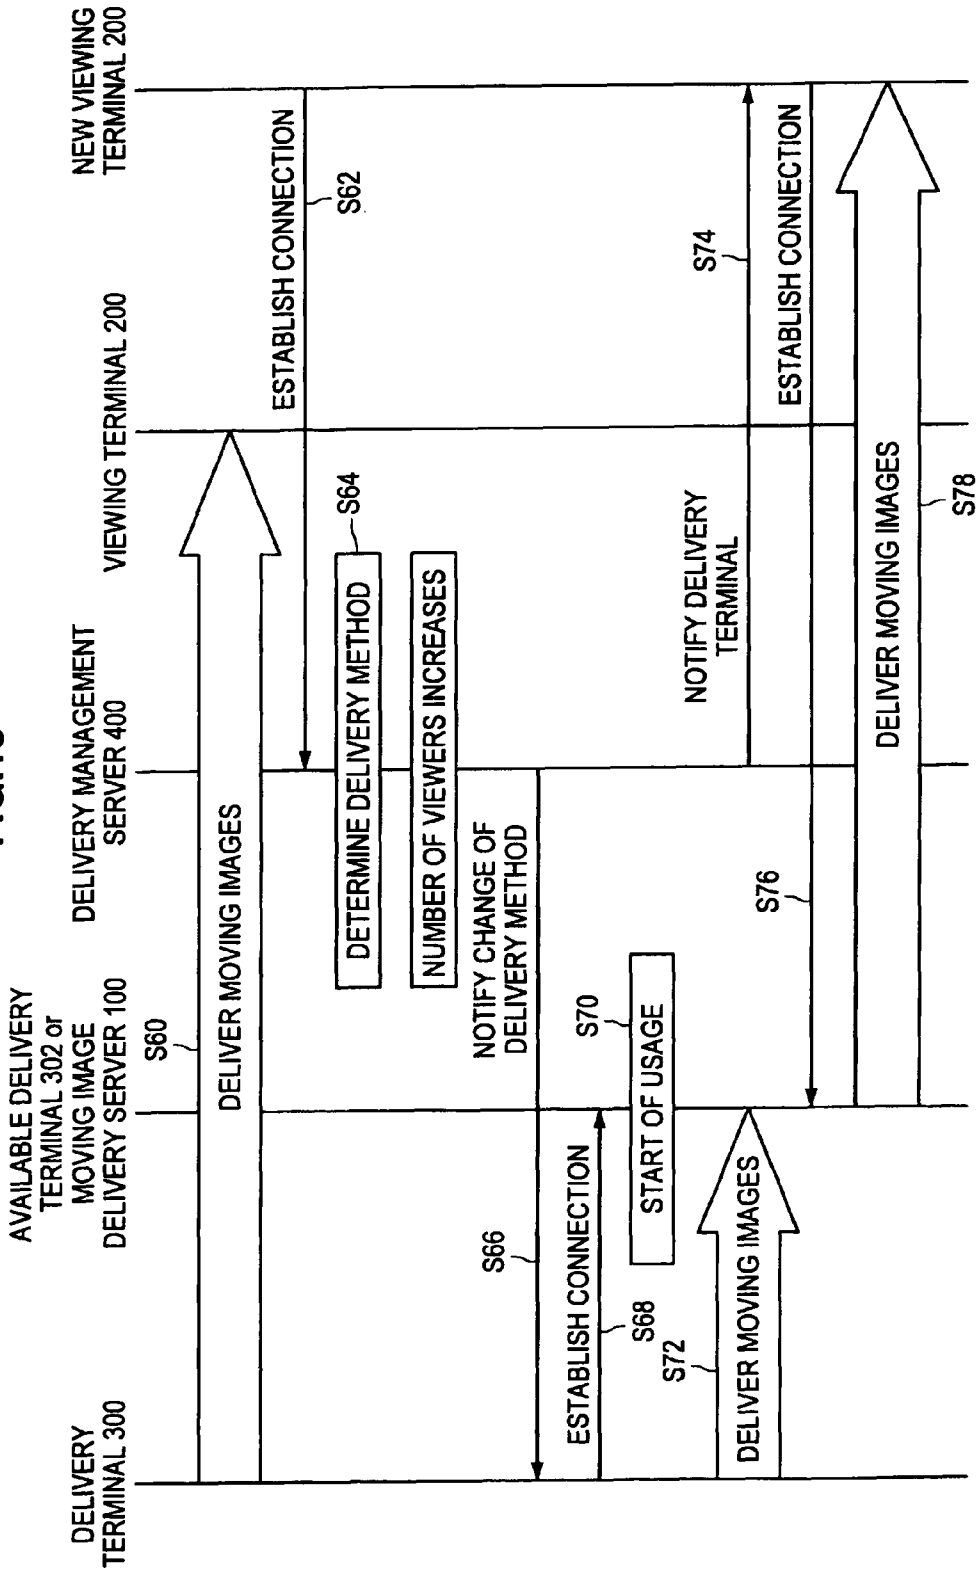 DELIVERY
TERMINAL 300
AVAILABLE DELIVERY
TERMINAL 302 or
MOVING IMAGE
DELIVERY SERVER 100
DELIVERY MANAGEMENT
SERVER 400
VIEWING TERMINAL 200
NEW VIEWING
TERMINAL 200
S60
DELIVER MOVING IMAGES
ESTABLISH CONNECTION
S62
DETERMINE DELIVERY METHOD
S64
NUMBER OF VIEWERS INCREASES
NOTIFY CHANGE OF
DELIVERY METHOD
S66
ESTABLISH CONNECTION
S68
S70
START OF USAGE
S72
DELIVER MOVING IMAGES
NOTIFY DELIVERY
TERMINAL
S74
ESTABLISH CONNECTION
S76
DELIVER MOVING IMAGES
S78